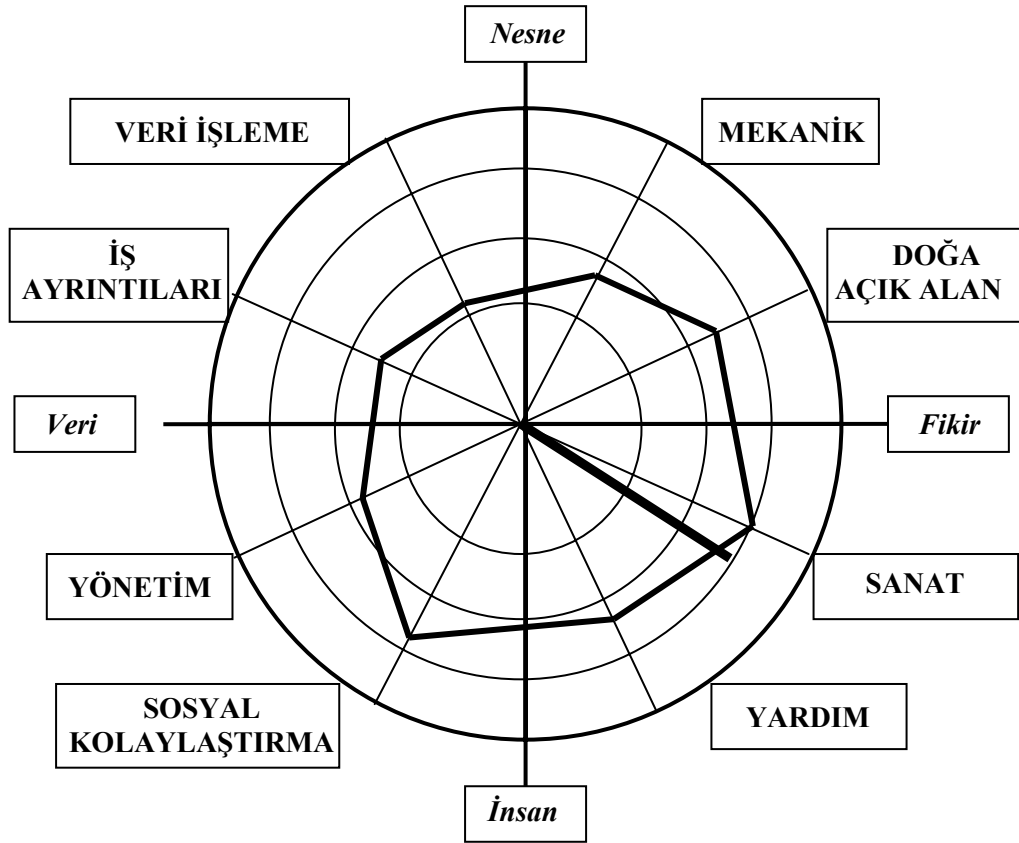 Nesne
VERİ İŞLEME
MEKANİK
İŞ
AYRINTILARI
DOĞA
AÇIK ALAN
Veri
Fikir
YÖNETİM
SANAT
SOSYAL
KOLAYLAŞTIRMA
YARDIM
İnsan